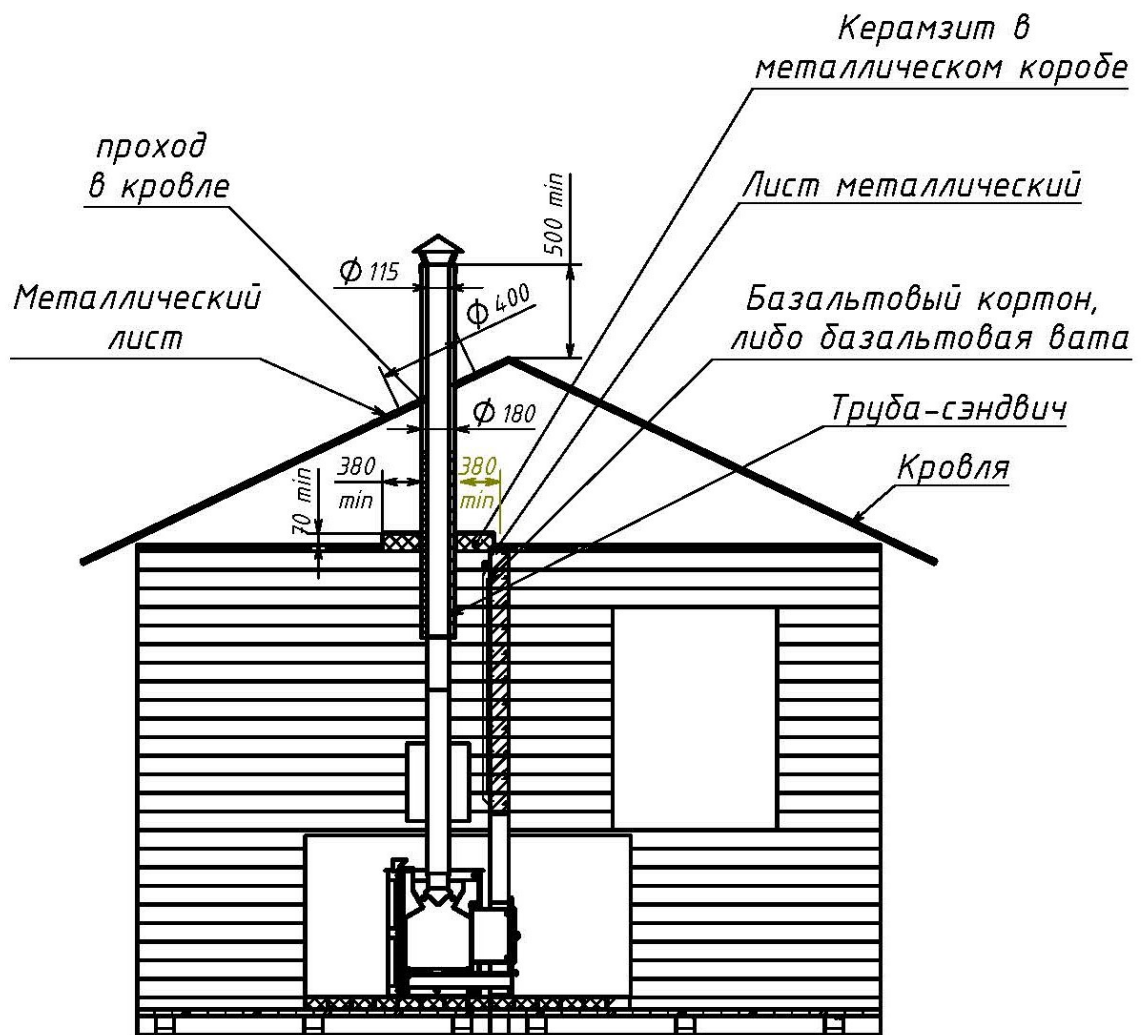 Керамзит в
металлическом коробе
проход
в кровле
Лист металлический
500 min
Ф 115
Ф 400
Металлический
лист
Базальтовый кортон,
либо базальтовая вата
Труба-сэндвич
Ф 180
Кровля
380
min
380
min
70 min